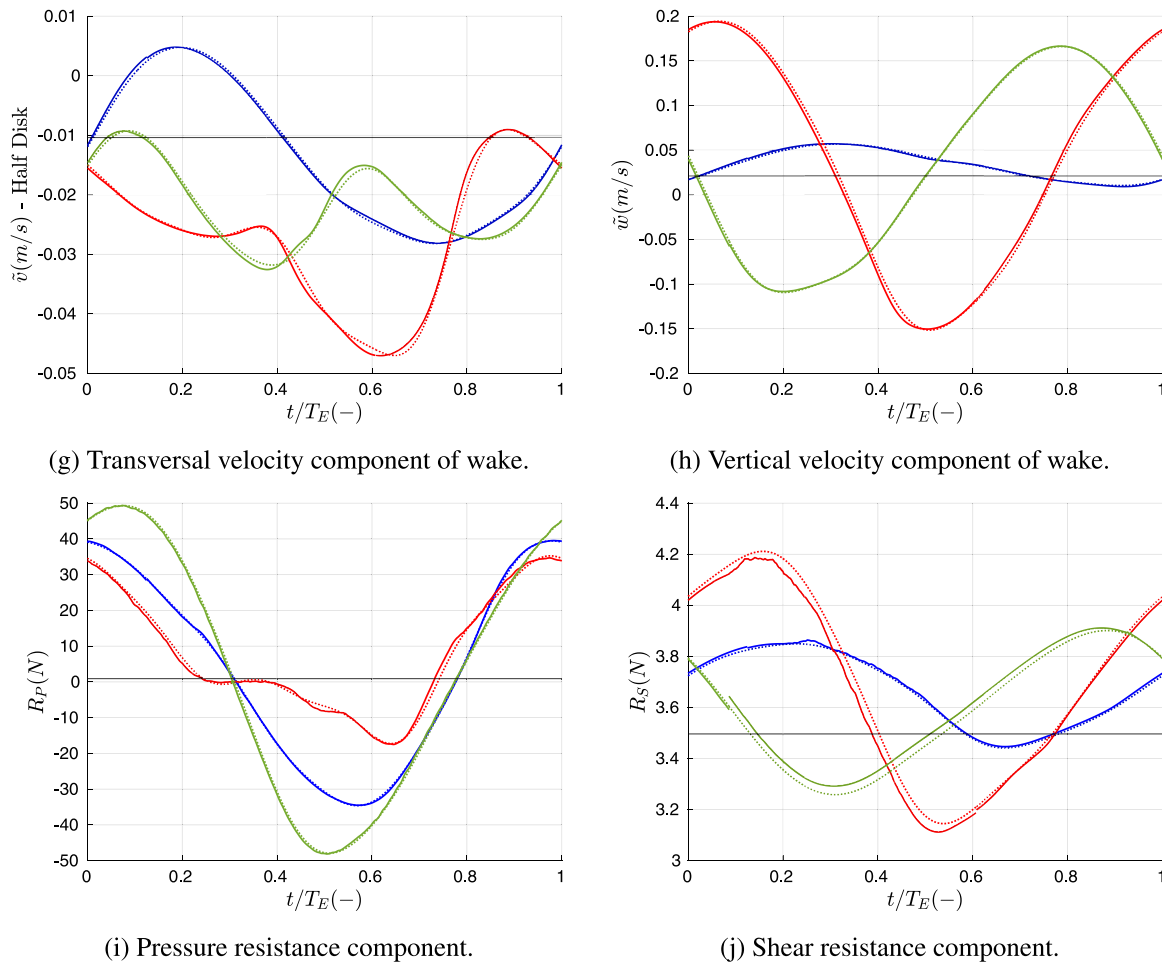 0.01
0
-0.01
-0.02
-0.03
-0.04
-0.05
ṽ(m/s) - Half Disk
0 0.2 0.4 0.6 0.8 1
t/T_E(−)
(g) Transversal velocity component of wake.
0.2
0.15
0.1
0.05
0
-0.05
-0.1
-0.15
-0.2
w̃(m/s)
0 0.2 0.4 0.6 0.8 1
t/T_E(−)
(h) Vertical velocity component of wake.
50
40
30
20
10
0
-10
-20
-30
-40
-50
R_P(N)
0 0.2 0.4 0.6 0.8 1
t/T_E(−)
(i) Pressure resistance component.
4.4
4.2
4
3.8
3.6
3.4
3.2
3
R_S(N)
0 0.2 0.4 0.6 0.8 1
t/T_E(−)
(j) Shear resistance component.